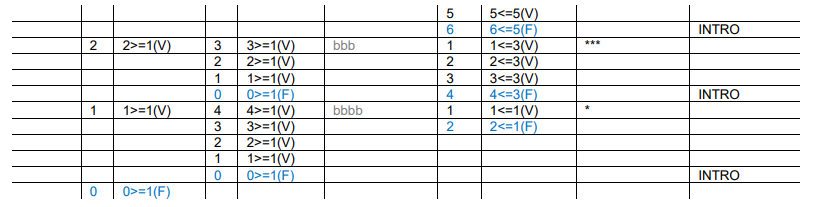 5 5<=5(V)
6 6<=5(F) INTRO
2 2>=1(V) 3 3>=1(V) bbb 1 1<=3(V) ***
2 2>=1(V) 2 2<=3(V)
1 1>=1(V) 3 3<=3(V)
0 0>=1(F) 4 4<=3(F) INTRO
1 1>=1(V) 4 4>=1(V) bbbb 1 1<=1(V) *
3 3>=1(V) 2 2<=1(F)
2 2>=1(V)
1 1>=1(V)
0 0>=1(F) INTRO
0 0>=1(F)